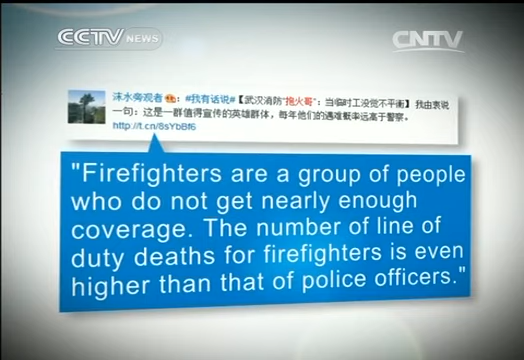 CCTV NEWS
CNTV
沫水旁观者：#我有话说#【武汉消防"抱火哥"：当临时工没觉不平衡】我由衷说
一句：这是一群值得宣传的英雄群体，每年他们的遇难概率远高于警察。
http://t.cn/8sYbBf6
"Firefighters are a group of people
who do not get nearly enough
coverage. The number of line of
duty deaths for firefighters is even
higher than that of police officers."